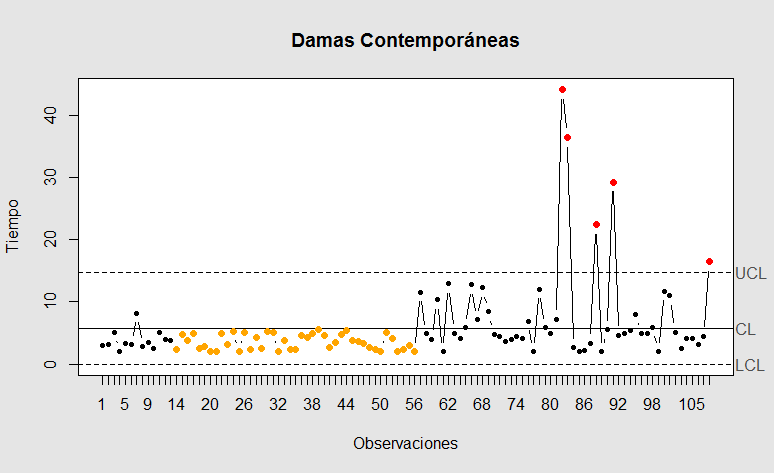 Damas Contemporáneas
Tiempo
40
30
20
10
0
UCL
CL
LCL
1 5 9 14 20 26 32 38 44 50 56 62 68 74 80 86 92 98 105
Observaciones